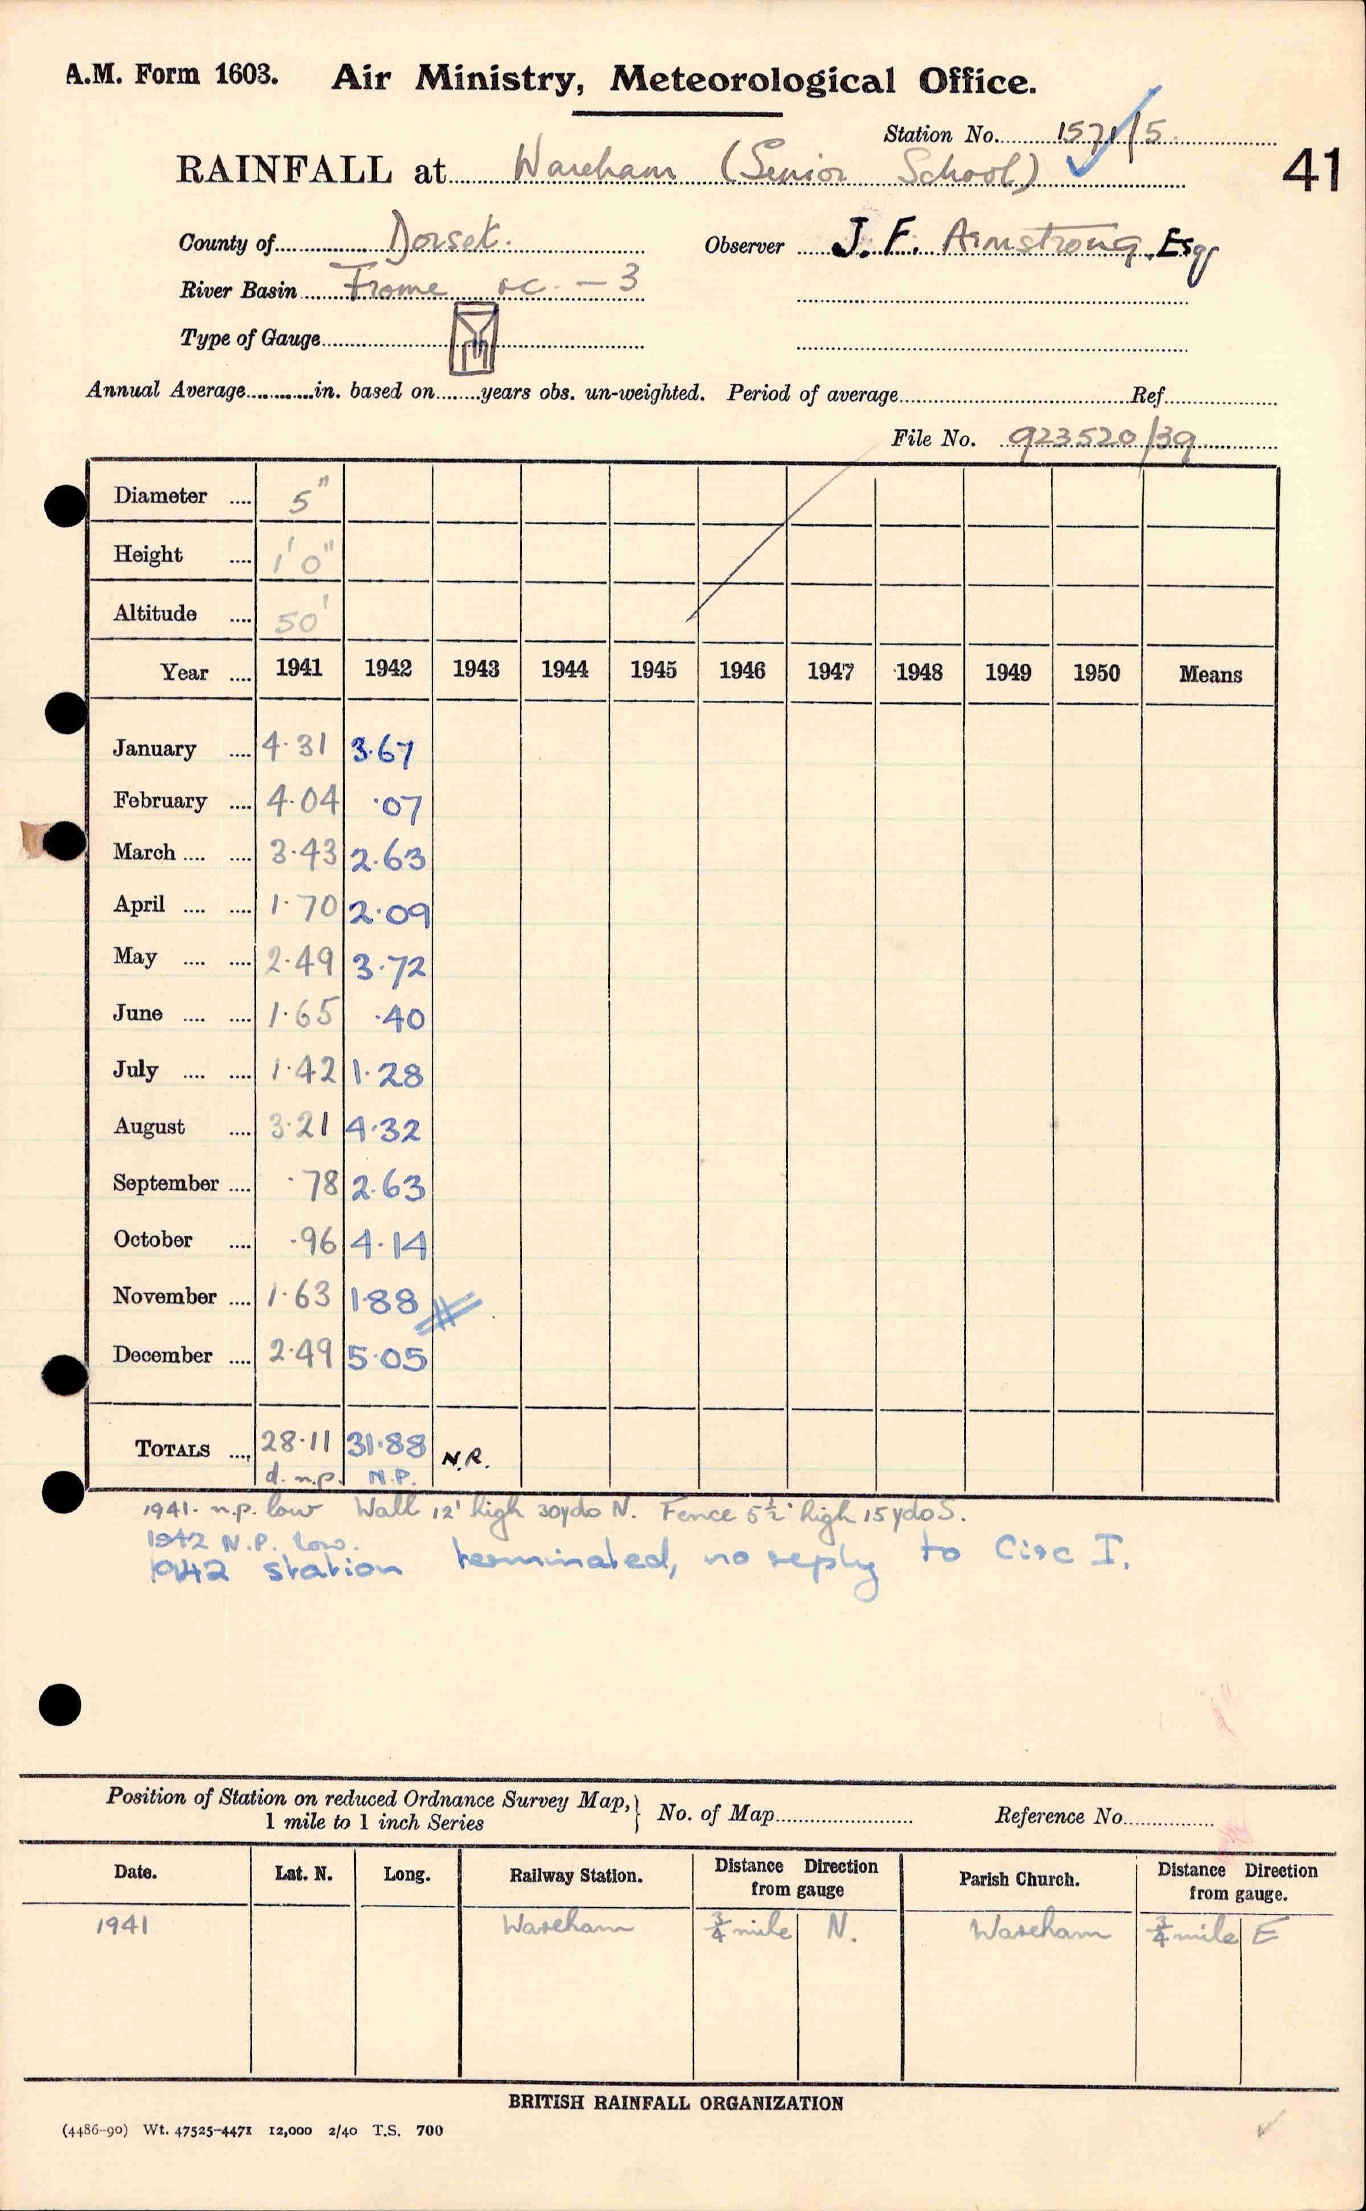 A.M. Form 1603. Air Ministry, Meteorological Office.
Station No. 1571/5
RAINFALL at Wareham (Senior School)
41
County of Dorset. Observer J. F. Armstrong, Esq
River Basin Frome &c. — 3
Type of Gauge
Annual Average in. based on years obs. un-weighted. Period of average Ref
File No. 923520/39
Diameter 5"
Height 1' 0"
Altitude 50'
Year 1941 1942 1943 1944 1945 1946 1947 1948 1949 1950 Means
January 4·31 3·67
February 4·04 ·07
March 3·43 2·63
April 1·70 2·09
May 2·49 3·72
June 1·65 ·40
July 1·42 1·28
August 3·21 4·32
September ·78 2·63
October ·96 4·14
November 1·63 1·88
December 2·49 5·05
TOTALS 28·11 31·88 N.R.
d. n.p. N.P.
1941. n.p. low Wall 12' high 30yds N. Fence 5½' high 15yds S.
1942 N.P. low.
1942 station terminated, no reply to Circ I.
Position of Station on reduced Ordnance Survey Map,
1 mile to 1 inch Series } No. of Map Reference No.
Date. Lat. N. Long. Railway Station. Distance Direction from gauge Parish Church. Distance Direction from gauge.
1941 Wareham ¾ mile N. Wareham ¾ mile E
BRITISH RAINFALL ORGANIZATION
(4486-90) Wt. 47525-4471 12,000 2/40 T.S. 700